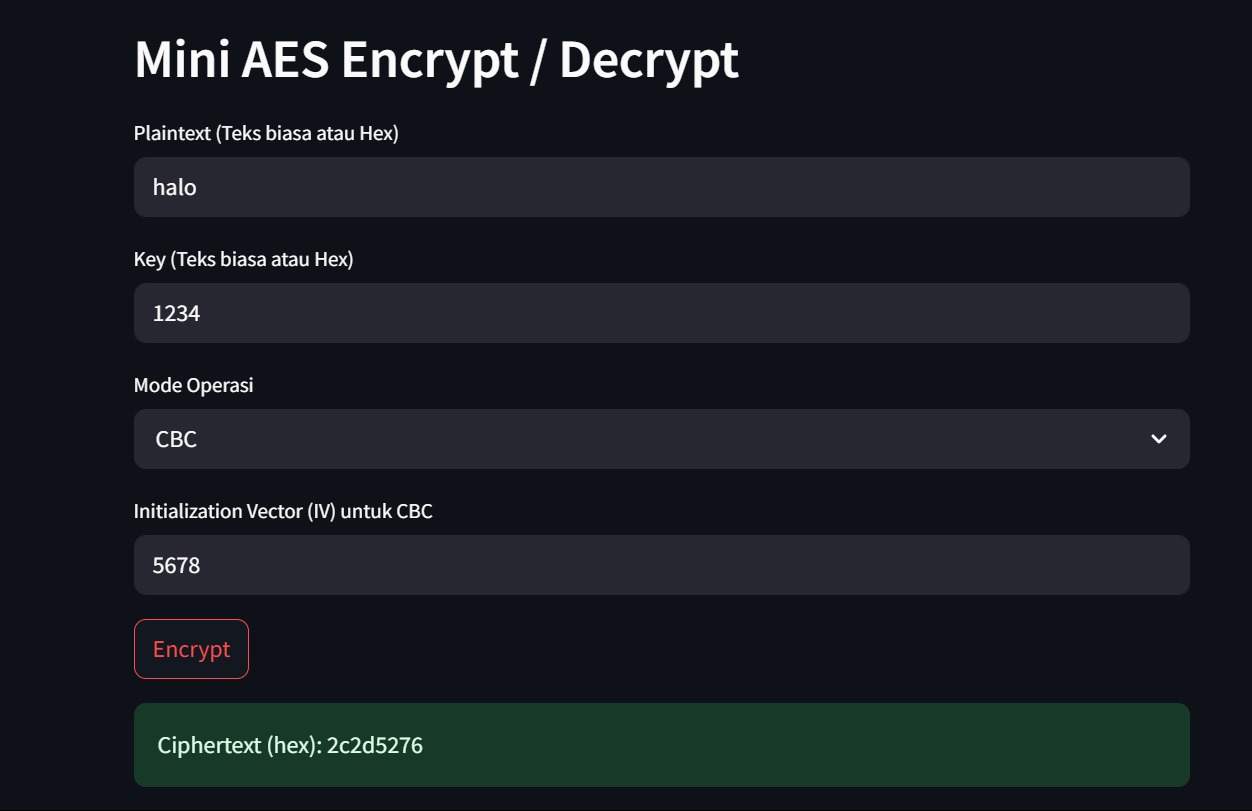 Mini AES Encrypt / Decrypt
Plaintext (Teks biasa atau Hex)
halo
Key (Teks biasa atau Hex)
1234
Mode Operasi
CBC
Initialization Vector (IV) untuk CBC
5678
Encrypt
Ciphertext (hex): 2c2d5276